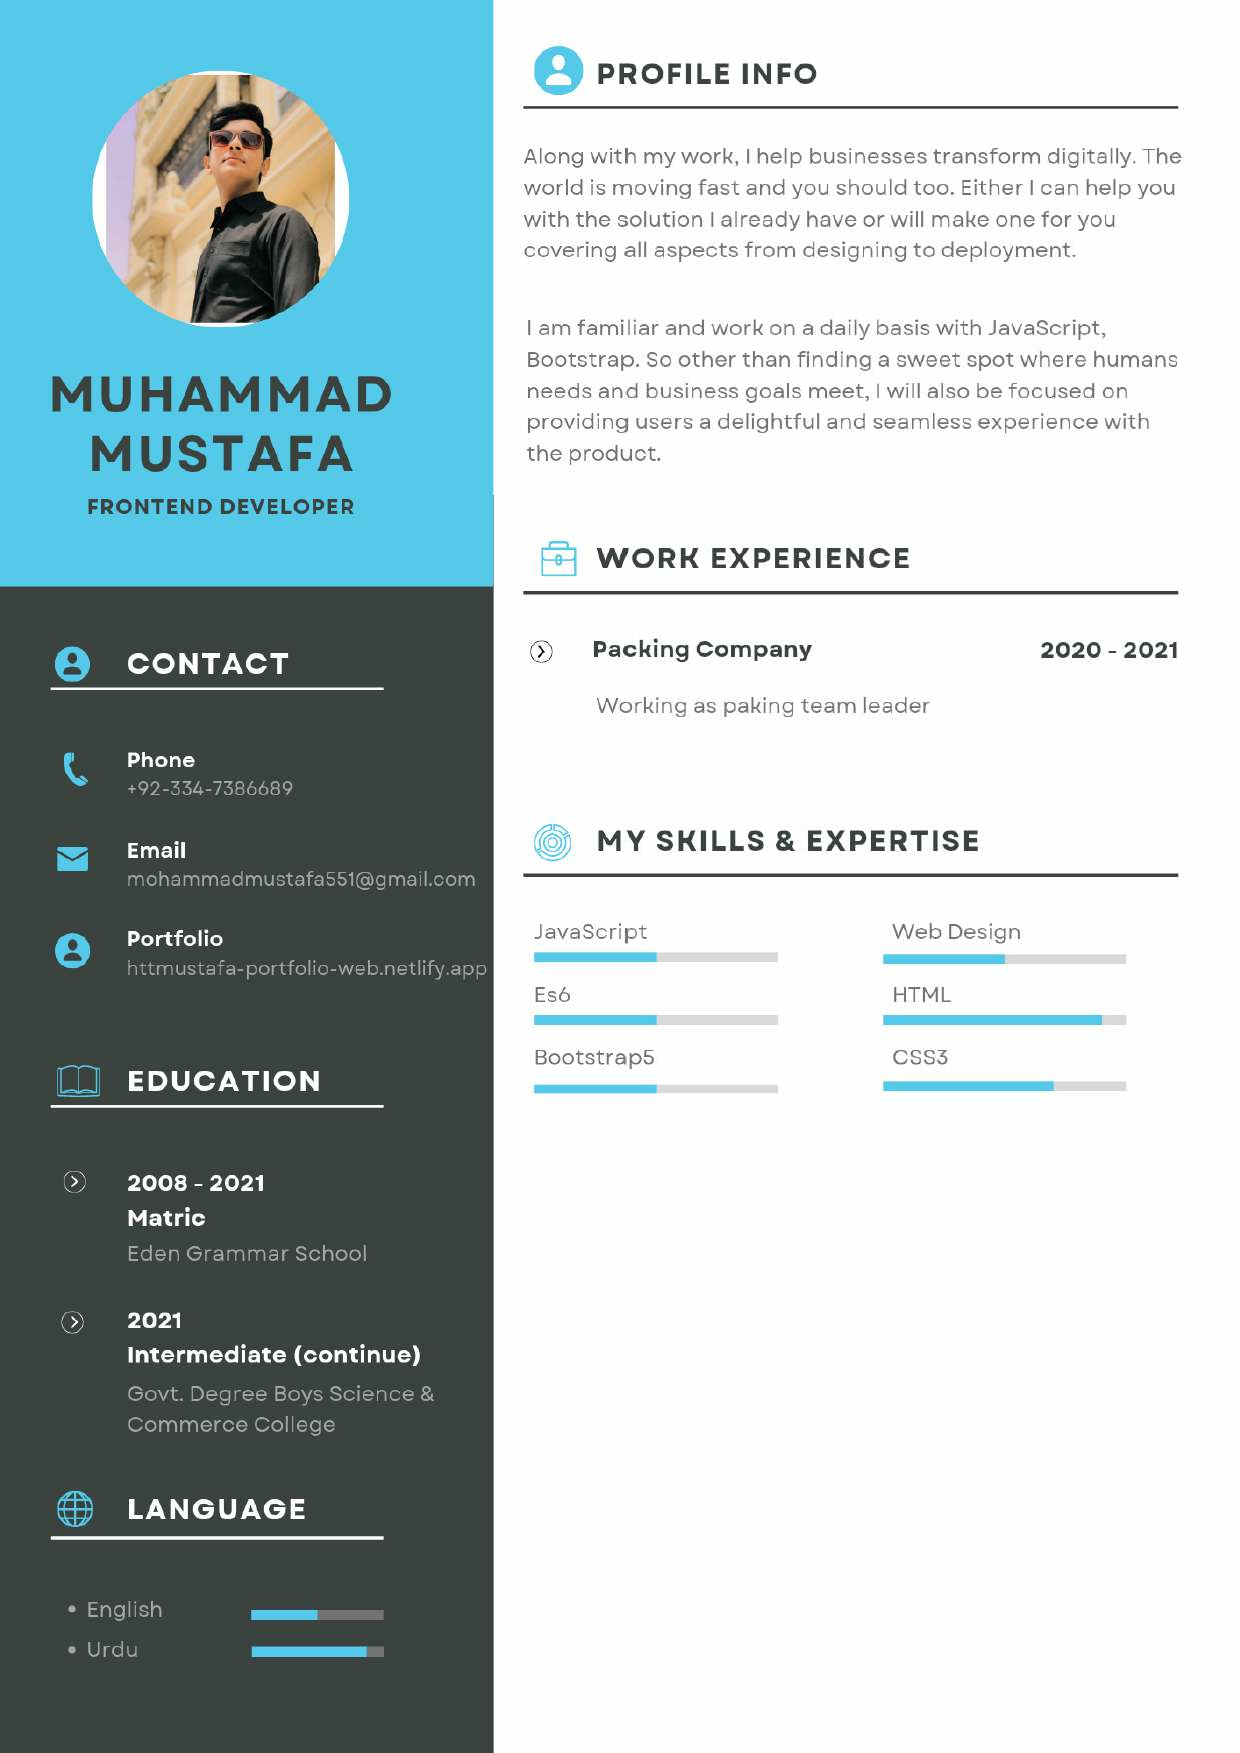 MUHAMMAD
MUSTAFA
FRONTEND DEVELOPER
CONTACT
Phone
+92-334-7386689
Email
mohammadmustafa551@gmail.com
Portfolio
httmustafa-portfolio-web.netlify.app
EDUCATION
2008 - 2021
Matric
Eden Grammar School
2021
Intermediate (continue)
Govt. Degree Boys Science &
Commerce College
LANGUAGE
• English
• Urdu
PROFILE INFO
Along with my work, I help businesses transform digitally. The
world is moving fast and you should too. Either I can help you
with the solution I already have or will make one for you
covering all aspects from designing to deployment.
I am familiar and work on a daily basis with JavaScript,
Bootstrap. So other than finding a sweet spot where humans
needs and business goals meet, I will also be focused on
providing users a delightful and seamless experience with
the product.
WORK EXPERIENCE
Packing Company 2020 - 2021
Working as paking team leader
MY SKILLS & EXPERTISE
JavaScript Web Design
Es6 HTML
Bootstrap5 CSS3